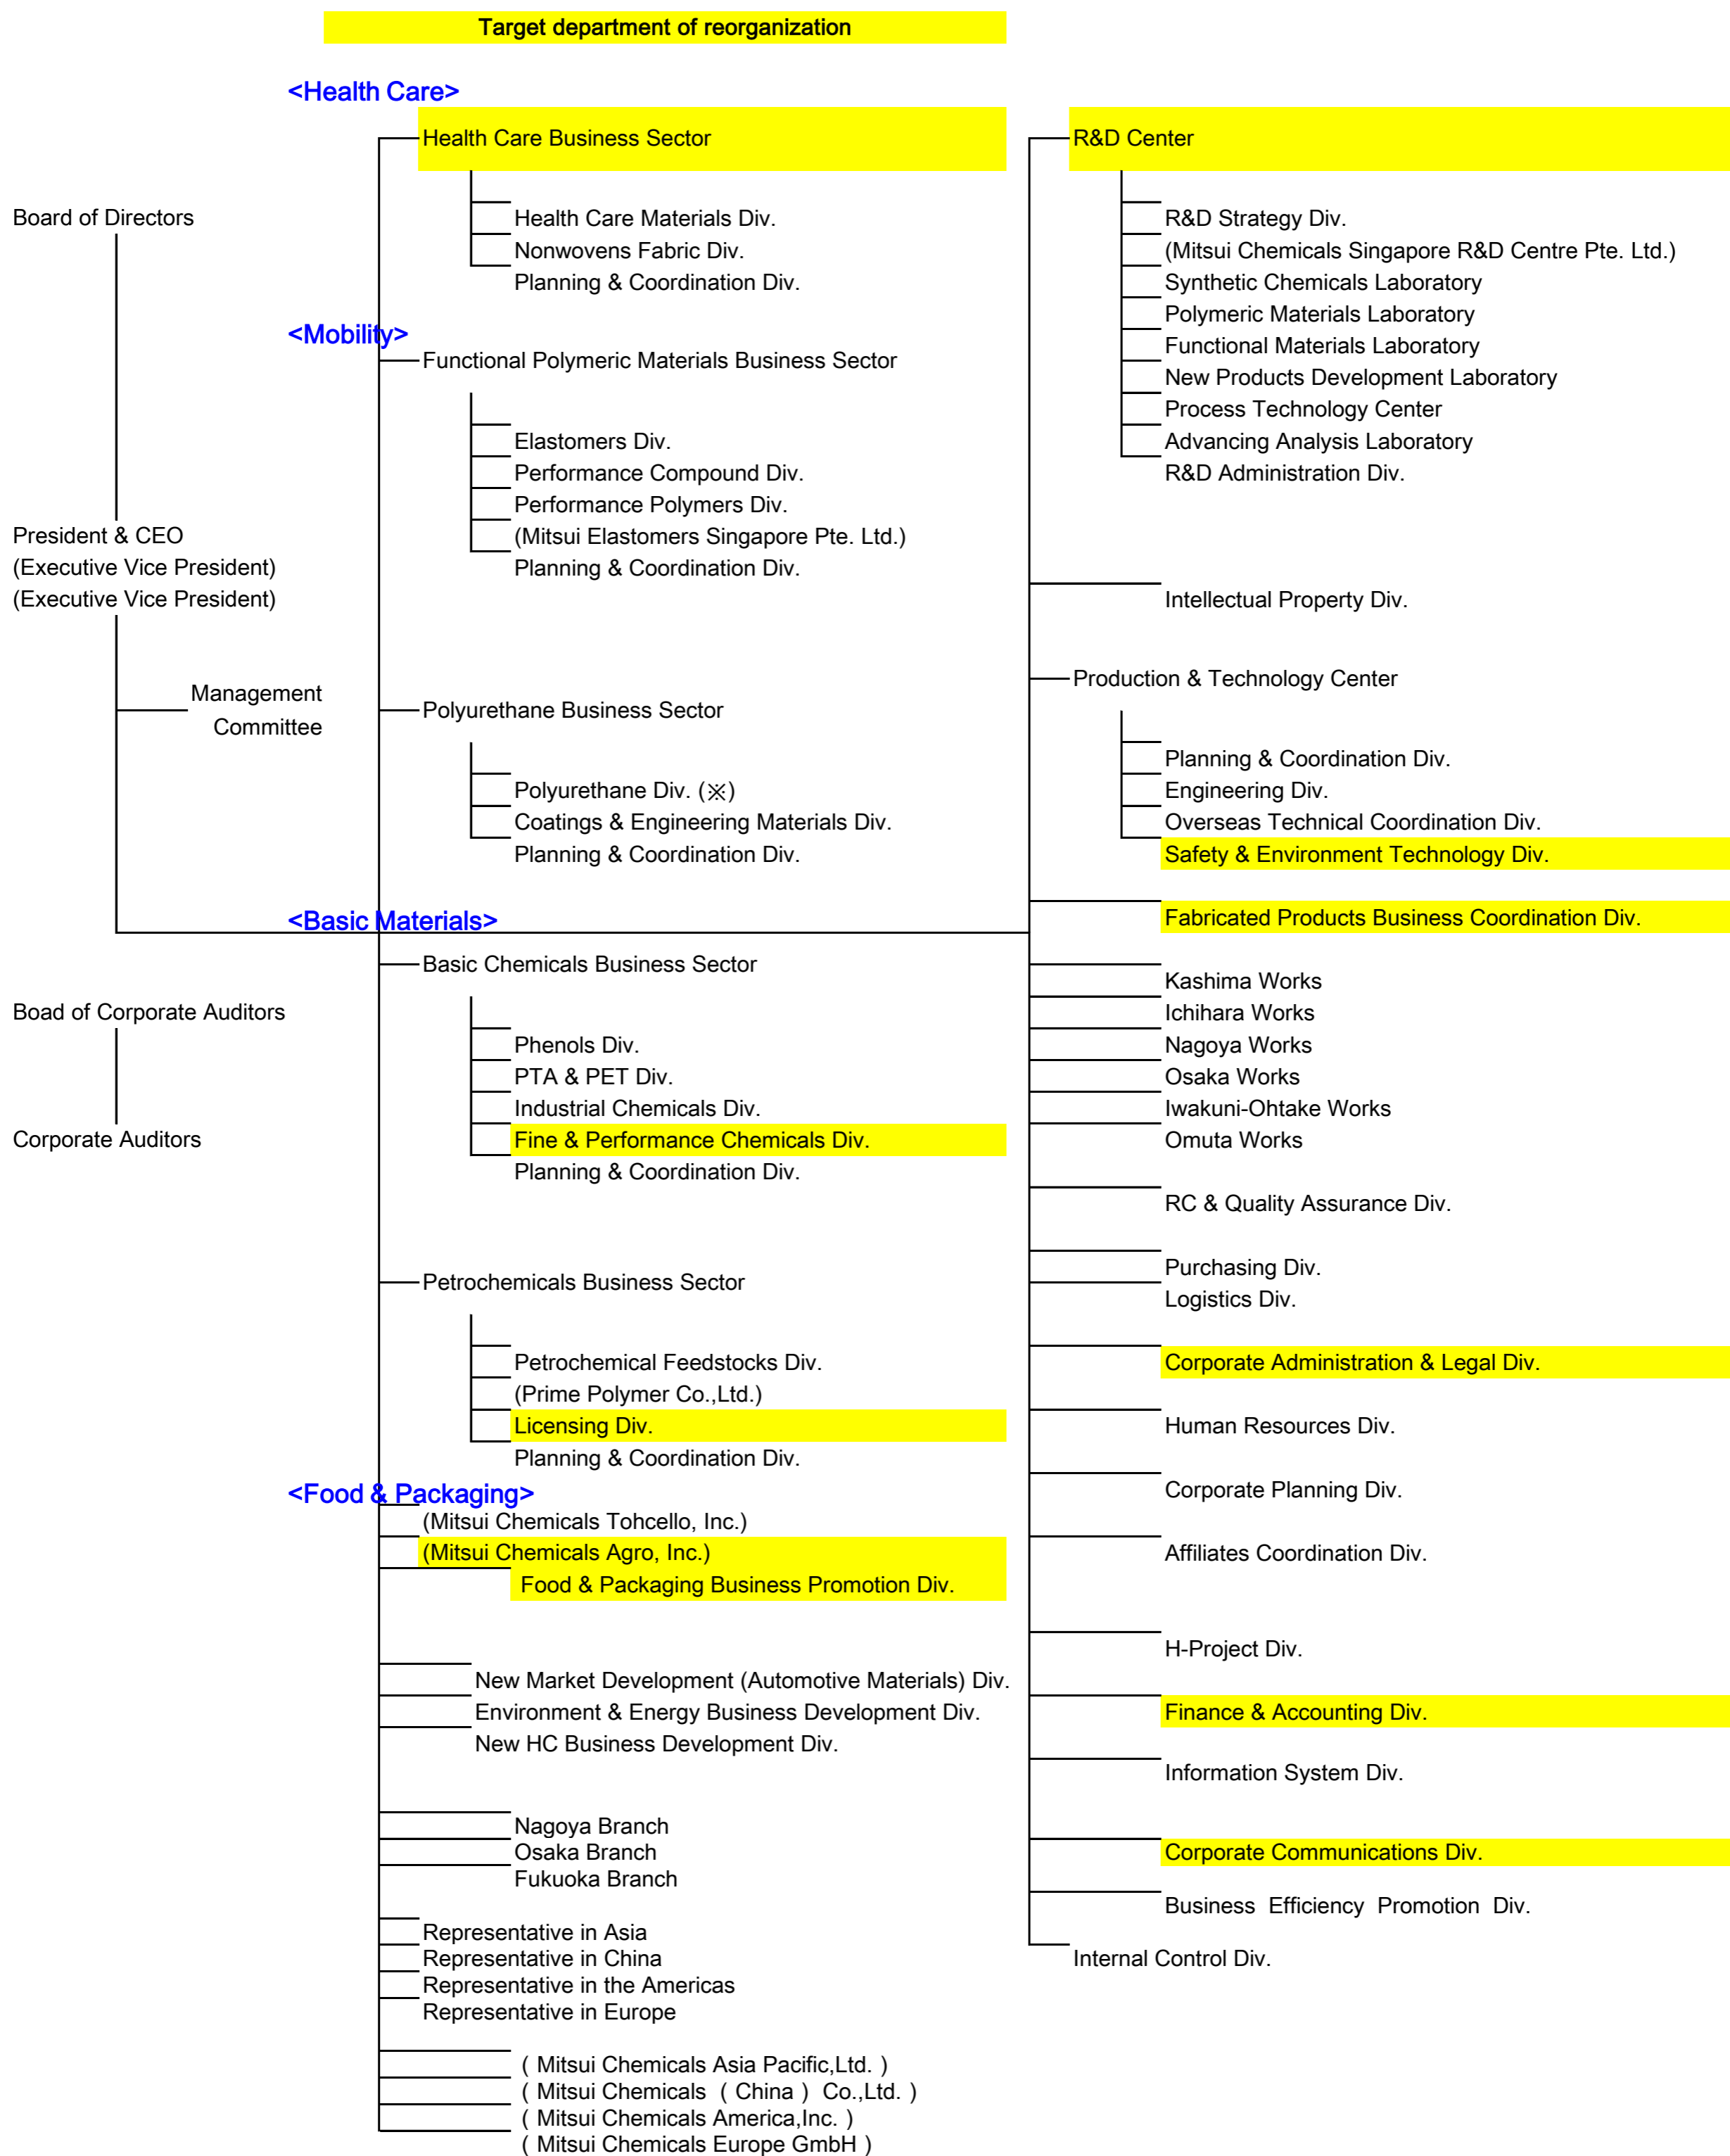 Target department of reorganization
<Health Care>
Health Care Business Sector
Health Care Materials Div.
Nonwovens Fabric Div.
Planning & Coordination Div.
Board of Directors
President & CEO
(Executive Vice President)
(Executive Vice President)
Management
Committee
Boad of Corporate Auditors
Corporate Auditors
<Mobility>
Functional Polymeric Materials Business Sector
Elastomers Div.
Performance Compound Div.
Performance Polymers Div.
(Mitsui Elastomers Singapore Pte. Ltd.)
Planning & Coordination Div.
Polyurethane Business Sector
Polyurethane Div. (※)
Coatings & Engineering Materials Div.
Planning & Coordination Div.
<Basic Materials>
Basic Chemicals Business Sector
Phenols Div.
PTA & PET Div.
Industrial Chemicals Div.
Fine & Performance Chemicals Div.
Planning & Coordination Div.
Petrochemicals Business Sector
Petrochemical Feedstocks Div.
(Prime Polymer Co.,Ltd.)
Licensing Div.
Planning & Coordination Div.
<Food & Packaging>
(Mitsui Chemicals Tohcello, Inc.)
(Mitsui Chemicals Agro, Inc.)
Food & Packaging Business Promotion Div.
New Market Development (Automotive Materials) Div.
Environment & Energy Business Development Div.
New HC Business Development Div.
Nagoya Branch
Osaka Branch
Fukuoka Branch
Representative in Asia
Representative in China
Representative in the Americas
Representative in Europe
( Mitsui Chemicals Asia Pacific,Ltd. )
( Mitsui Chemicals ( China ) Co.,Ltd. )
( Mitsui Chemicals America,Inc. )
( Mitsui Chemicals Europe GmbH )
R&D Center
R&D Strategy Div.
(Mitsui Chemicals Singapore R&D Centre Pte. Ltd.)
Synthetic Chemicals Laboratory
Polymeric Materials Laboratory
Functional Materials Laboratory
New Products Development Laboratory
Process Technology Center
Advancing Analysis Laboratory
R&D Administration Div.
Intellectual Property Div.
Production & Technology Center
Planning & Coordination Div.
Engineering Div.
Overseas Technical Coordination Div.
Safety & Environment Technology Div.
Fabricated Products Business Coordination Div.
Kashima Works
Ichihara Works
Nagoya Works
Osaka Works
Iwakuni-Ohtake Works
Omuta Works
RC & Quality Assurance Div.
Purchasing Div.
Logistics Div.
Corporate Administration & Legal Div.
Human Resources Div.
Corporate Planning Div.
Affiliates Coordination Div.
H-Project Div.
Finance & Accounting Div.
Information System Div.
Corporate Communications Div.
Business Efficiency Promotion Div.
Internal Control Div.